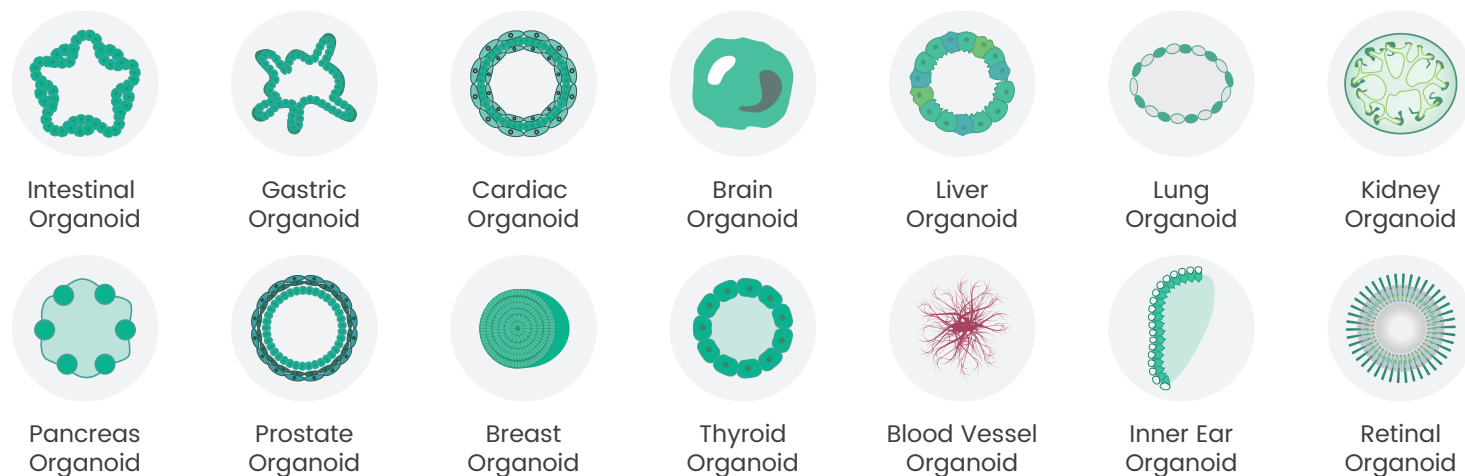 Intestinal
Organoid
Gastric
Organoid
Cardiac
Organoid
Brain
Organoid
Liver
Organoid
Lung
Organoid
Kidney
Organoid
Pancreas
Organoid
Prostate
Organoid
Breast
Organoid
Thyroid
Organoid
Blood Vessel
Organoid
Inner Ear
Organoid
Retinal
Organoid